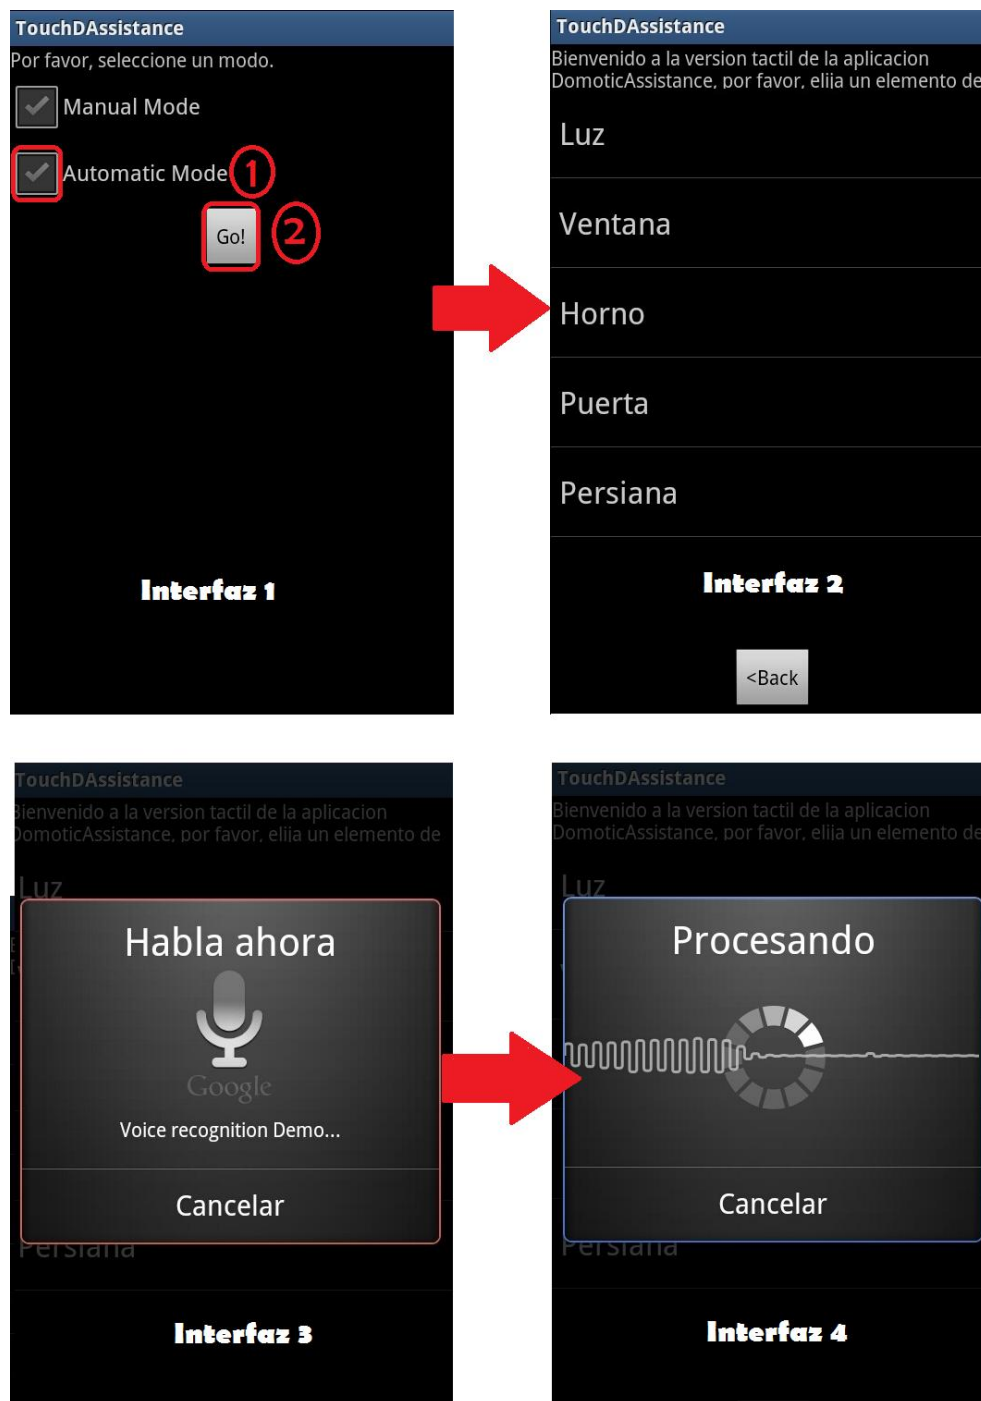 TouchDAssistance
Por favor, seleccione un modo.
Manual Mode
Automatic Mode 1
Go! 2
Interfaz 1
TouchDAssistance
Bienvenido a la version tactil de la aplicacion
DomoticAssistance, por favor, elija un elemento de
Luz
Ventana
Horno
Puerta
Persiana
Interfaz 2
<Back
TouchDAssistance
Bienvenido a la version tactil de la aplicacion
DomoticAssistance, por favor, elija un elemento de
Luz
Habla ahora
Google
Voice recognition Demo...
Cancelar
Persiana
Interfaz 3
TouchDAssistance
Bienvenido a la version tactil de la aplicacion
DomoticAssistance, por favor, elija un elemento de
Luz
Procesando
Cancelar
Persiana
Interfaz 4